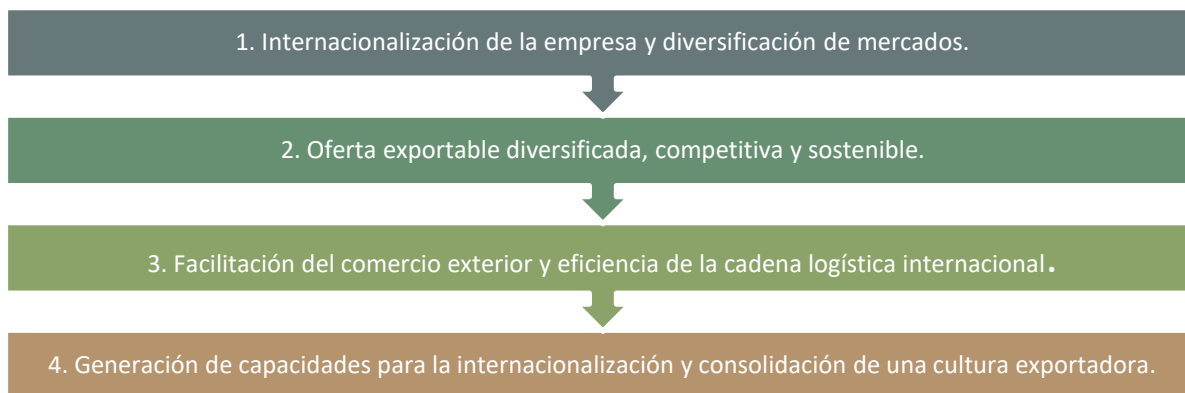 1. Internacionalización de la empresa y diversificación de mercados.
2. Oferta exportable diversificada, competitiva y sostenible.
3. Facilitación del comercio exterior y eficiencia de la cadena logística internacional.
4. Generación de capacidades para la internacionalización y consolidación de una cultura exportadora.